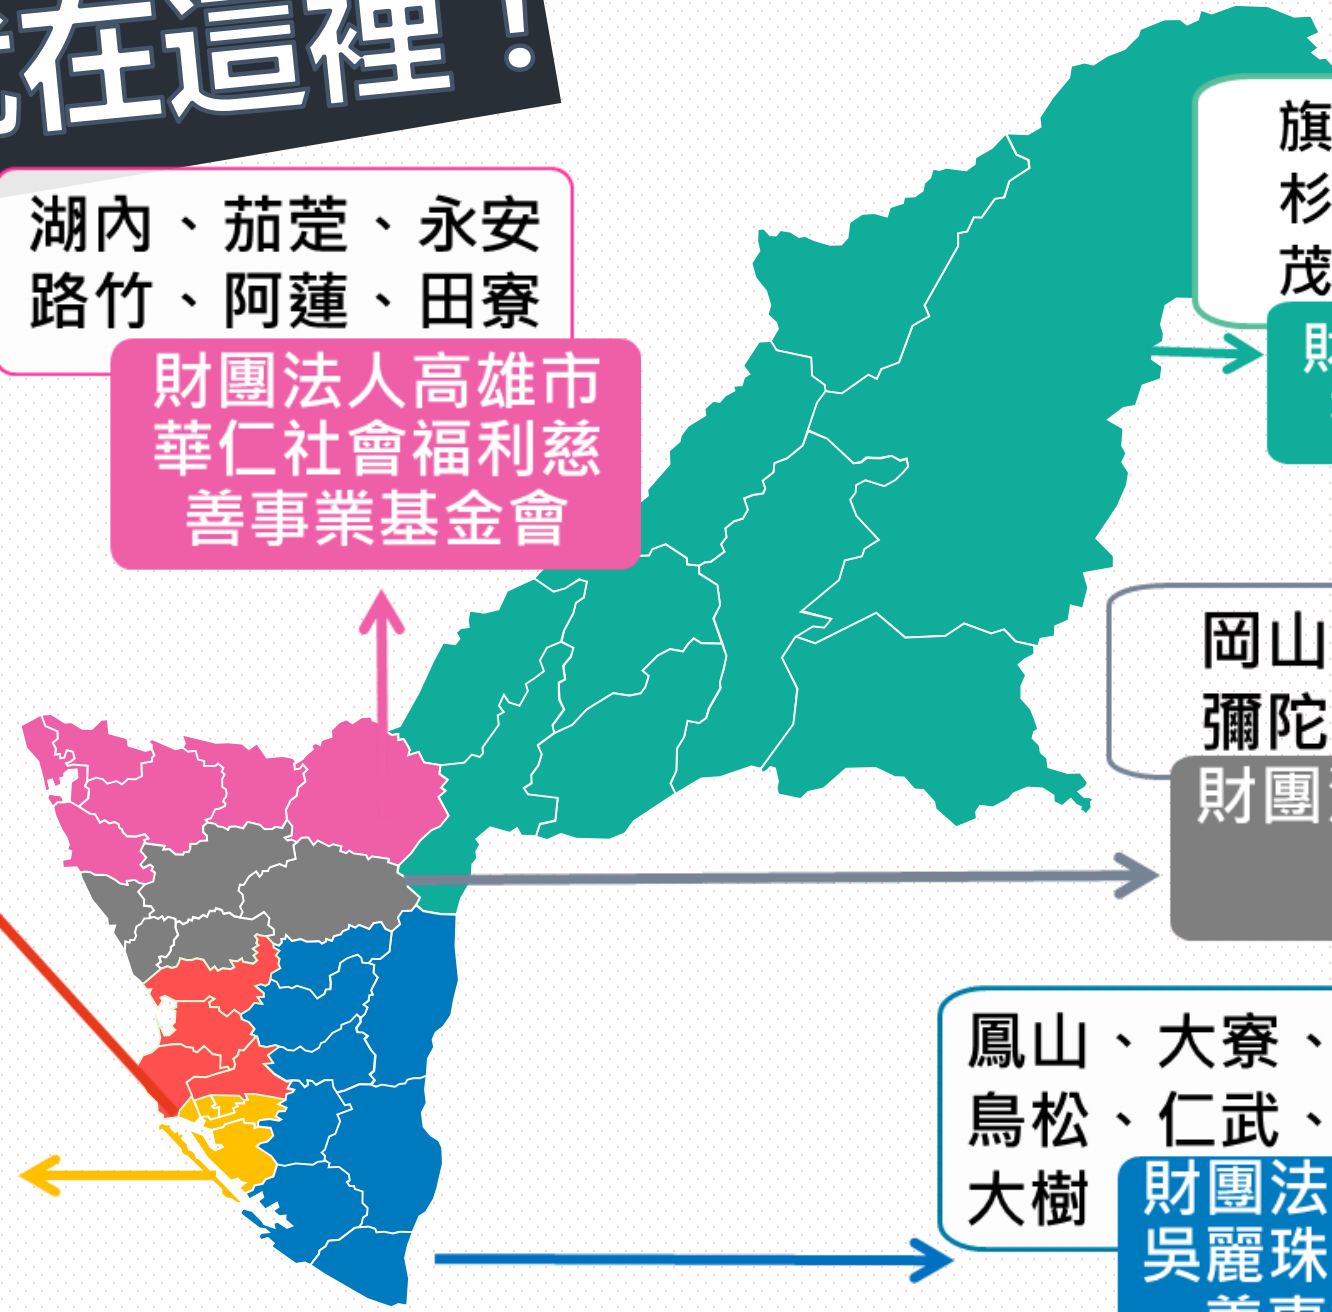 在這裡！
湖內、茄萣、永安
路竹、阿蓮、田寮
財團法人高雄市
華仁社會福利慈
善事業基金會
旗
杉
茂
財
岡山
彌陀
財團
鳳山、大寮、
鳥松、仁武、
大樹
財團法
吳麗珠
善事